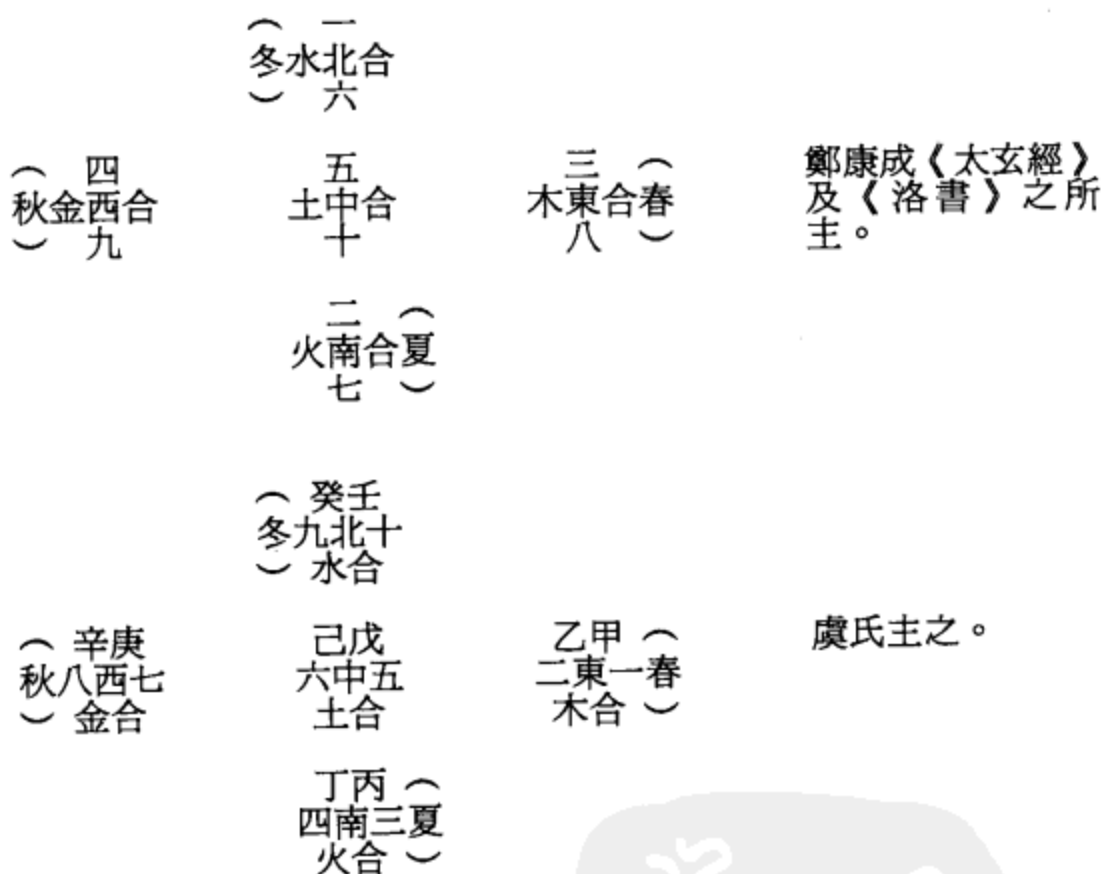 ︵ 一
冬水北合
︶ 六
︵ 四
秋金西合
︶ 九
五
土中合
十
三 ︵
木東合春
八 ︶
鄭康成《太玄經》
及《洛書》之所
主。
二 ︵
火南合夏
七 ︶
︵ 癸壬
冬九北十
︶ 水合
︵ 辛庚
秋八西七
︶ 金合
己戊
六中五
土合
乙甲 ︵
二東一春
木合 ︶
虞氏主之。
丁丙 ︵
四南三夏
火合 ︶